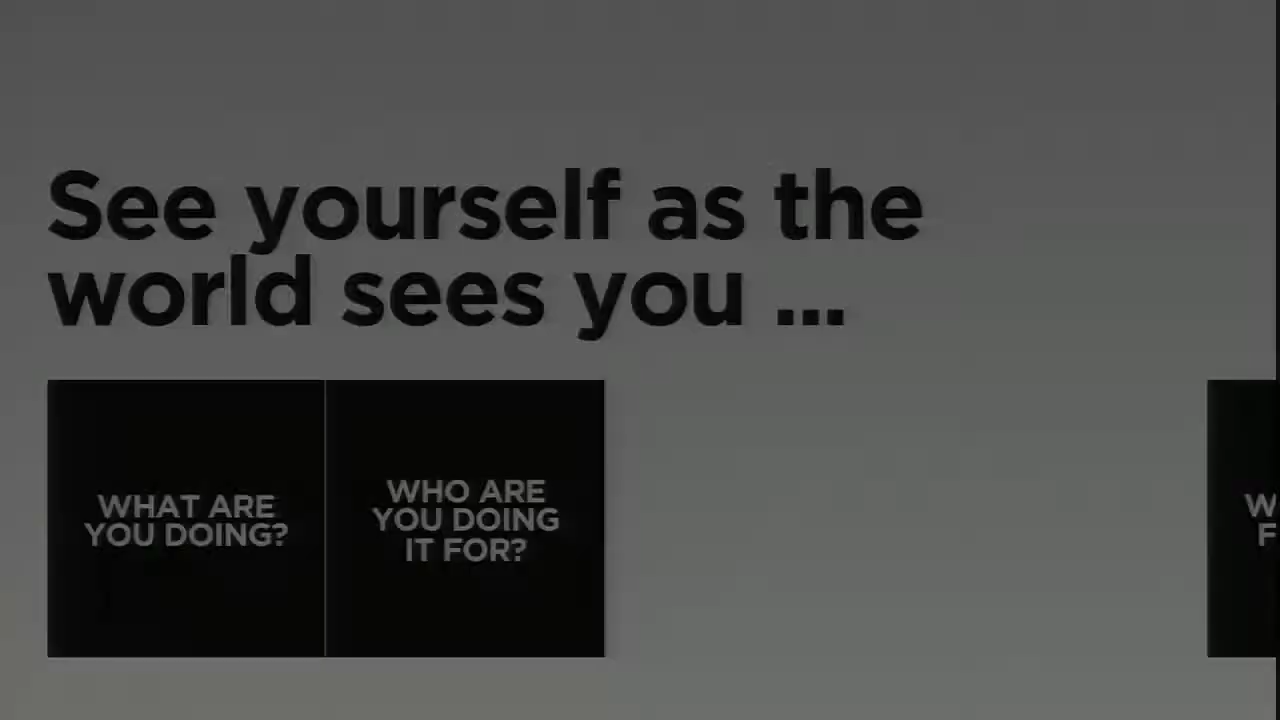 See yourself as the
world sees you ...
WHAT ARE
YOU DOING?
WHO ARE
YOU DOING
IT FOR?